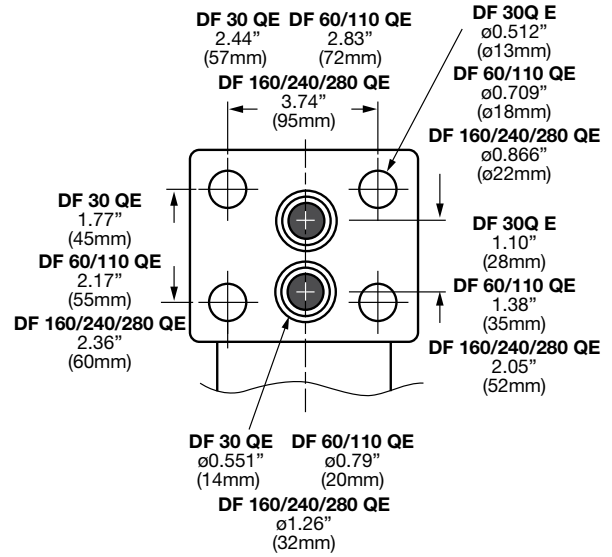 DF 30 QE DF 60/110 QE
2.44” 2.83”
(57mm) (72mm)
DF 160/240/280 QE
3.74”
(95mm)
DF 30Q E
ø0.512”
(ø13mm)
DF 60/110 QE
ø0.709”
(ø18mm)
DF 160/240/280 QE
ø0.866”
(ø22mm)
DF 30 QE
1.77”
(45mm)
DF 60/110 QE
2.17”
(55mm)
DF 160/240/280 QE
2.36”
(60mm)
DF 30Q E
1.10”
(28mm)
DF 60/110 QE
1.38”
(35mm)
DF 160/240/280 QE
2.05”
(52mm)
DF 30 QE DF 60/110 QE
ø0.551” ø0.79”
(14mm) (20mm)
DF 160/240/280 QE
ø1.26”
(32mm)